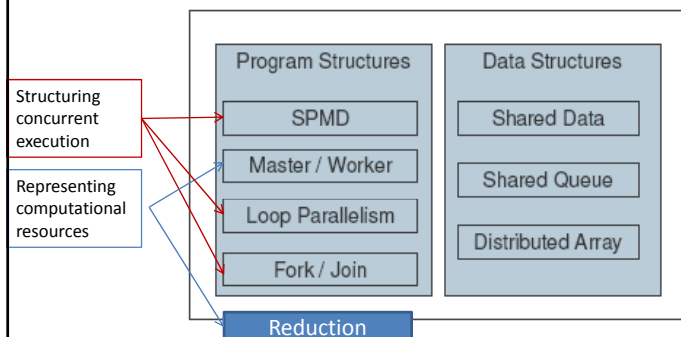 Structuring
concurrent
execution
Representing
computational
resources
Program Structures
SPMD
Master / Worker
Loop Parallelism
Fork / Join
Reduction
Data Structures
Shared Data
Shared Queue
Distributed Array